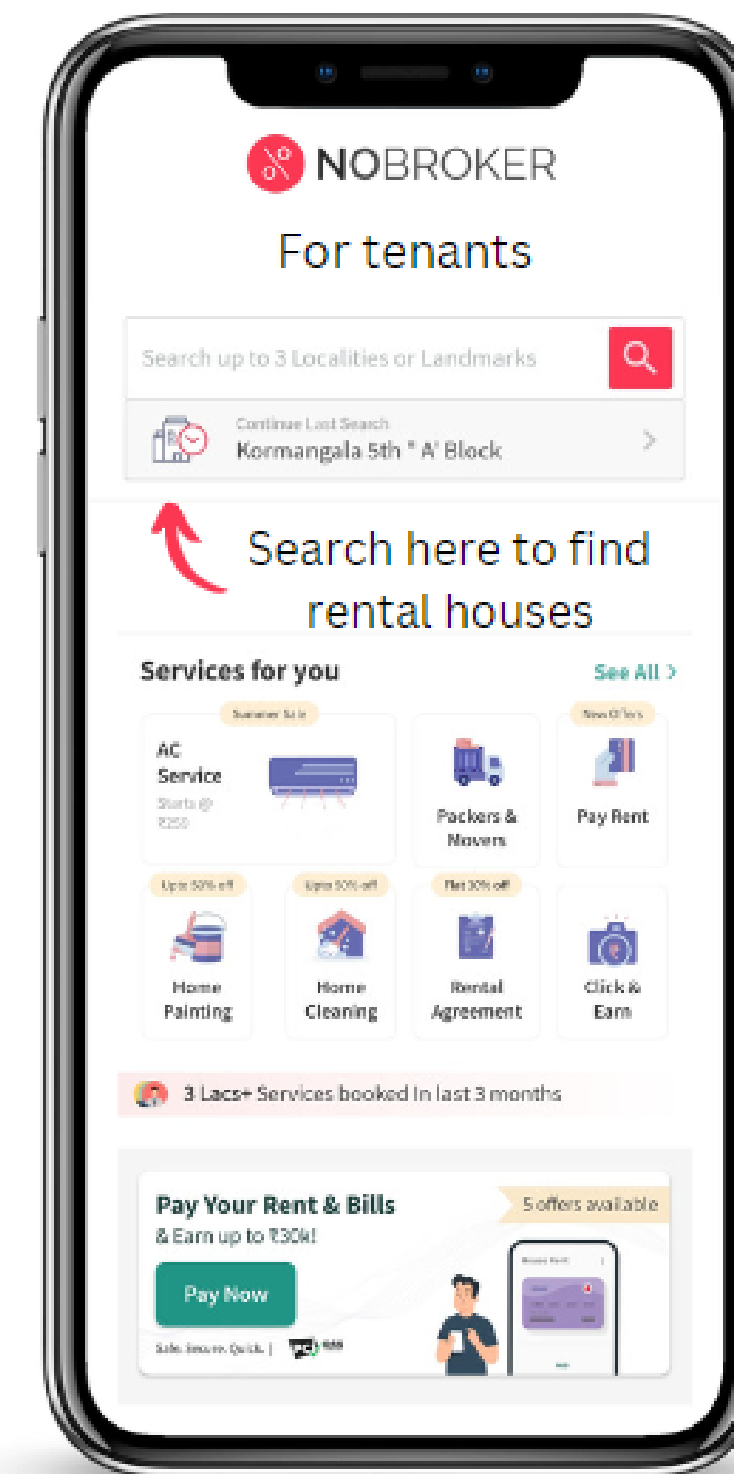 NOBROKER
For tenants
Search up to 3 Localities or Landmarks
Continue Last Search
Kormangala 5th " A' Block
Search here to find
rental houses
Services for you
See All >
Summer Sale
New Offers
AC
Service
Starts @
Packers &
Movers
Pay Rent
Upto 50% off
Upto 50% off
Flat 30% off
Home
Painting
Home
Cleaning
Rental
Agreement
Click &
Earn
3 Lacs+ Services booked In last 3 months
Pay Your Rent & Bills
5 offers available
& Earn up to ₹30k!
Pay Now
Safe. Secure. Quick. |